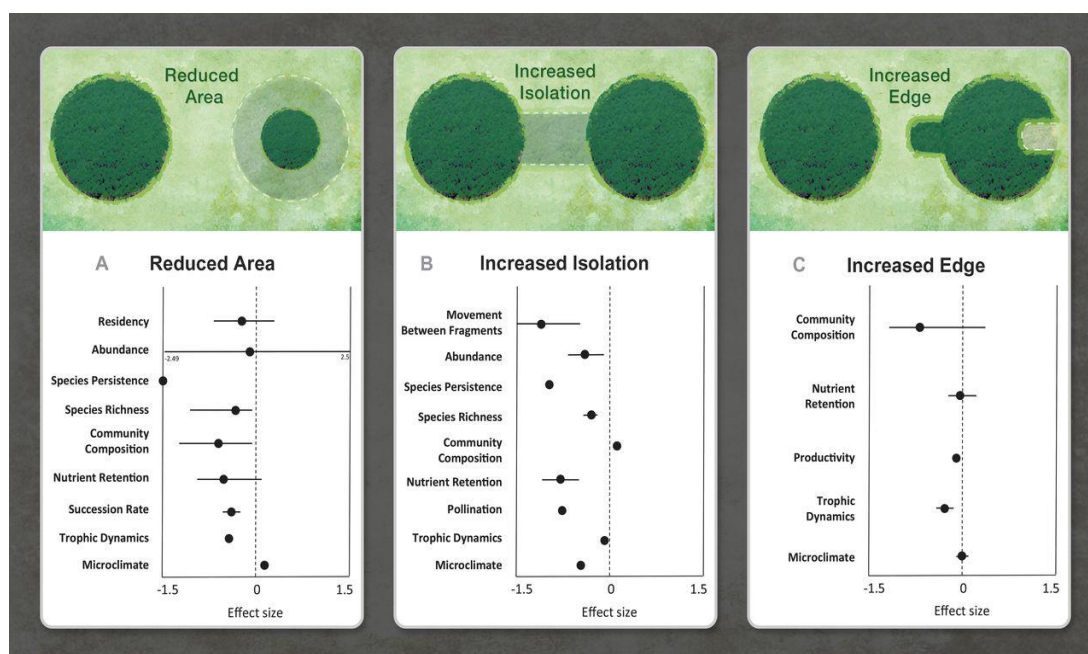 Reduced
Area
A Reduced Area
Residency
Abundance
-2.49
2.5
Species Persistence
Species Richness
Community
Composition
Nutrient Retention
Succession Rate
Trophic Dynamics
Microclimate
-1.5 0 1.5
Effect size
Increased
Isolation
B Increased Isolation
Movement
Between Fragments
Abundance
Species Persistence
Species Richness
Community
Composition
Nutrient Retention
Pollination
Trophic Dynamics
Microclimate
-1.5 0 1.5
Effect size
Increased
Edge
C Increased Edge
Community
Composition
Nutrient
Retention
Productivity
Trophic
Dynamics
Microclimate
-1.5 0 1.5
Effect size